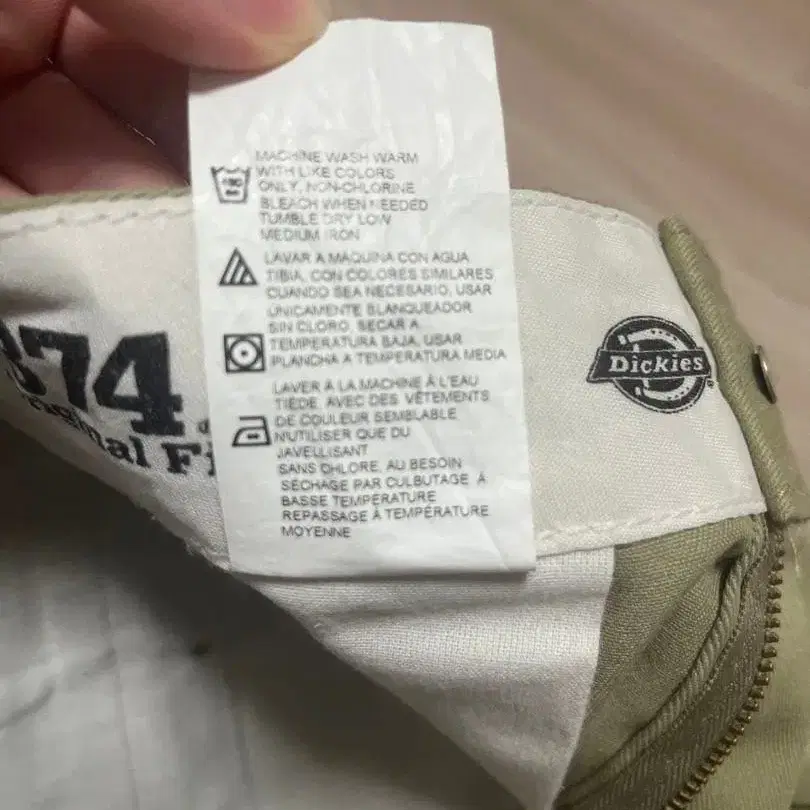 MACHINE WASH WARM
WITH LIKE COLORS
ONLY, NON-CHLORINE
BLEACH WHEN NEEDED
TUMBLE DRY LOW
MEDIUM IRON
LAVAR A MAQUINA CON AGUA
TIBIA, CON COLORES SIMILARES
CUANDO SEA NECESARIO, USAR
ÚNICAMENTE BLANQUEADOR
SIN CLORO, SECAR A
TEMPERATURA BAJA, USAR
PLANCHA A TEMPERATURA MEDIA
LAVER A LA MACHINE À L'EAU
TIÈDE, AVEC DES VÊTEMENTS
DE COULEUR SEMBLABLE
N'UTILISER QUE DU
JAVELLISANT
SANS CHLORE, AU BESOIN
SÉCHAGE PAR CULBUTAGE À
BASSE TEMPÉRATURE
REPASSAGE À TEMPÉRATURE
MOYENNE
874
Original Fi
Dickies